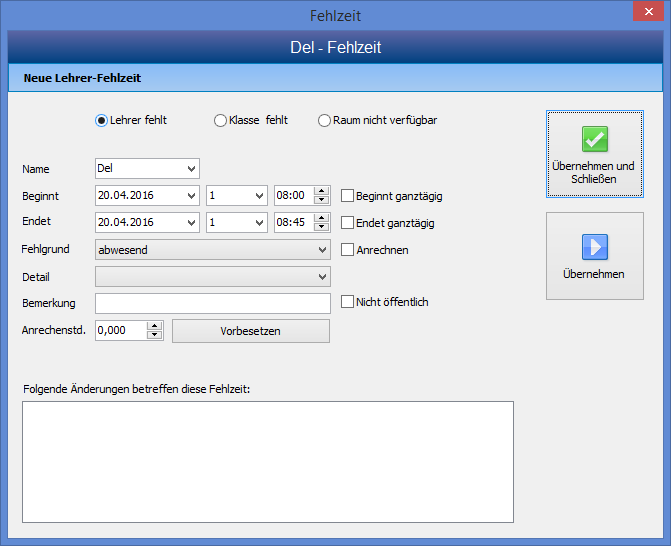 Fehlzeit
Del - Fehlzeit
Neue Lehrer-Fehlzeit
Lehrer fehlt Klasse fehlt Raum nicht verfügbar
Name Del
Beginnt 20.04.2016 1 08:00 Beginnt ganztägig
Endet 20.04.2016 1 08:45 Endet ganztägig
Fehlgrund abwesend Anrechnen
Detail
Bemerkung Nicht öffentlich
Anrechenstd. 0,000 Vorbesetzen
Übernehmen und
Schließen
Übernehmen
Folgende Änderungen betreffen diese Fehlzeit: